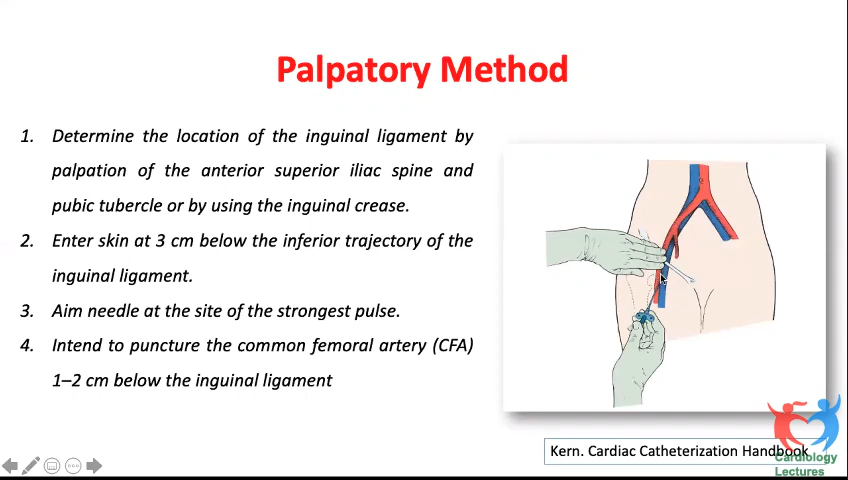 Palpatory Method
1. Determine the location of the inguinal ligament by
palpation of the anterior superior iliac spine and
pubic tubercle or by using the inguinal crease.
2. Enter skin at 3 cm below the inferior trajectory of the
inguinal ligament.
3. Aim needle at the site of the strongest pulse.
4. Intend to puncture the common femoral artery (CFA)
1–2 cm below the inguinal ligament
Kern. Cardiac Catheterization Handbook
Cardiology
Lectures